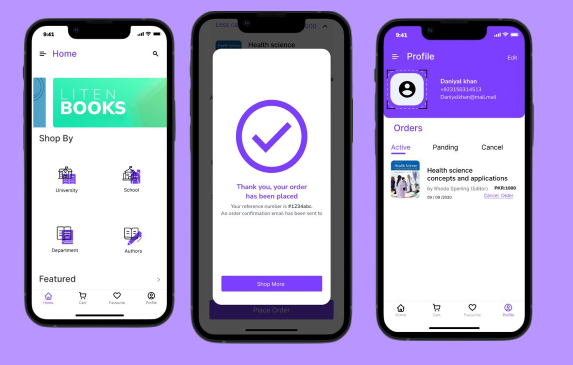 9:41
Home
LITEN
BOOKS
Shop By
University
School
Department
Authors
Featured
Home
Cart
Favourite
Profile
Less ca
Health science
Thank you, your order
has been placed
Your reference number is #1234abc.
An order confirmation email has been sent to
Shop More
Place Order
9:41
Profile
Edit
Daniyal khan
+923150314513
Daniyalkhan@mail.mail
Orders
Active
Panding
Cancel
Health Science
Health science
concepts and applications
by Rhoda Sperling (Editor)
PKR:1000
09 / 09 /2020
Cancel Order
Home
Cart
Favourite
Profile